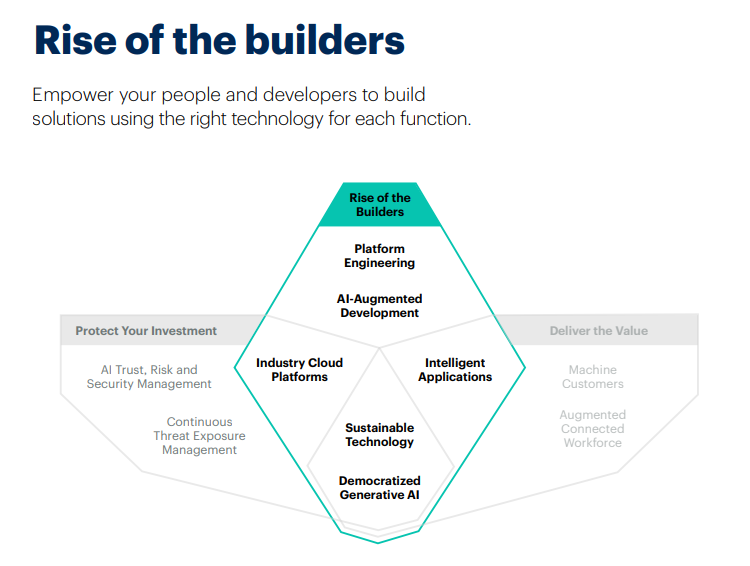 Rise of the builders
Empower your people and developers to build
solutions using the right technology for each function.
Rise of the
Builders
Platform
Engineering
AI-Augmented
Development
Protect Your Investment
AI Trust, Risk and
Security Management
Continuous
Threat Exposure
Management
Industry Cloud
Platforms
Intelligent
Applications
Sustainable
Technology
Democratized
Generative AI
Deliver the Value
Machine
Customers
Augmented
Connected
Workforce